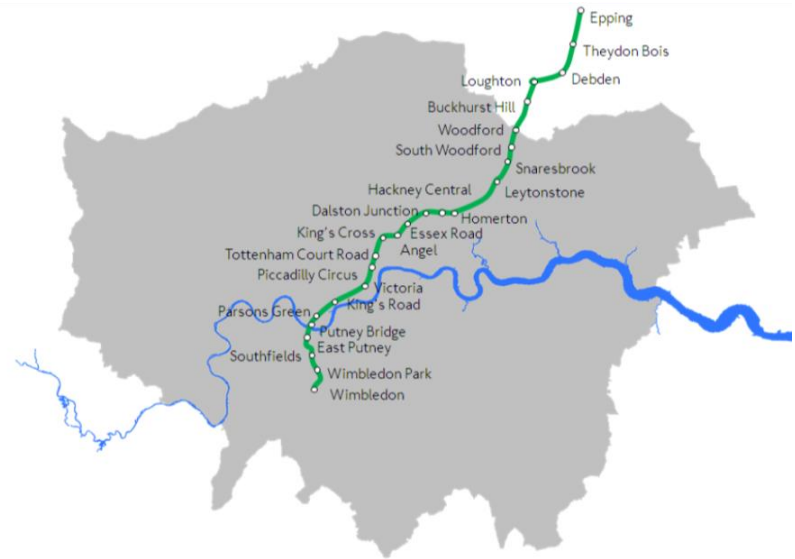 Epping
Theydon Bois
Loughton
Debden
Buckhurst Hill
Woodford
South Woodford
Snaresbrook
Hackney Central
Leytonstone
Dalston Junction
Homerton
King's Cross
Essex Road
Angel
Tottenham Court Road
Piccadilly Circus
Victoria
King's Road
Parsons Green
Putney Bridge
East Putney
Southfields
Wimbledon Park
Wimbledon